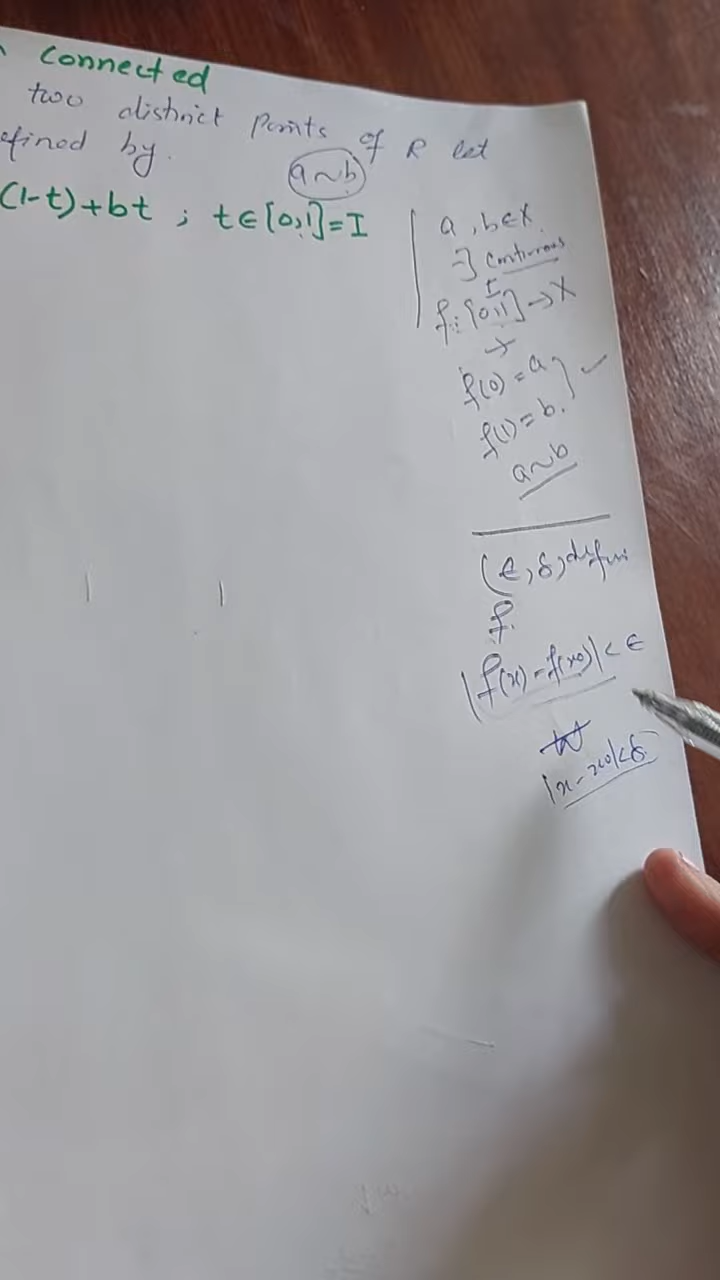 Connected
two distinct points of R let
efined by.
a~b
(1-t)+bt ; t∈[0,1]=I
a, b∈X
∃ continuous
I
f: [0,1]→X
f(0)=a
f(1)=b.
a~b
(ε,δ)
f.
|f(x)-f(x0)|<ε
|x-x0|<δ